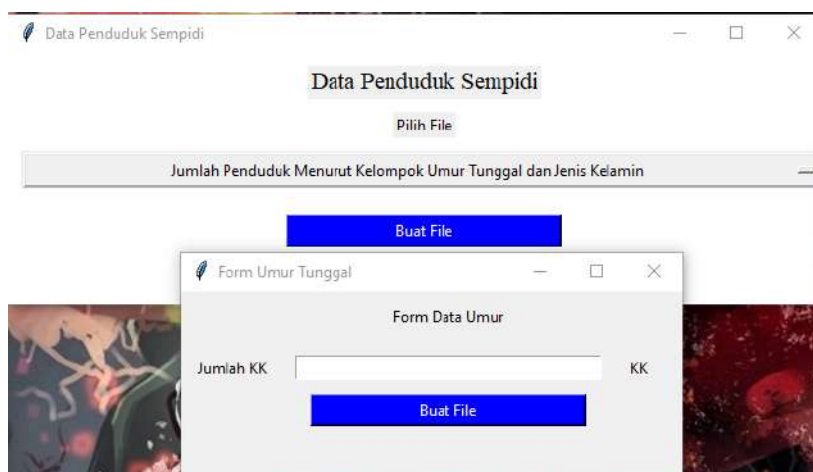 Data Penduduk Sempidi
Data Penduduk Sempidi
Pilih File
Jumlah Penduduk Menurut Kelompok Umur Tunggal dan Jenis Kelamin
Buat File
Form Umur Tunggal
Form Data Umur
Jumlah KK KK
Buat File